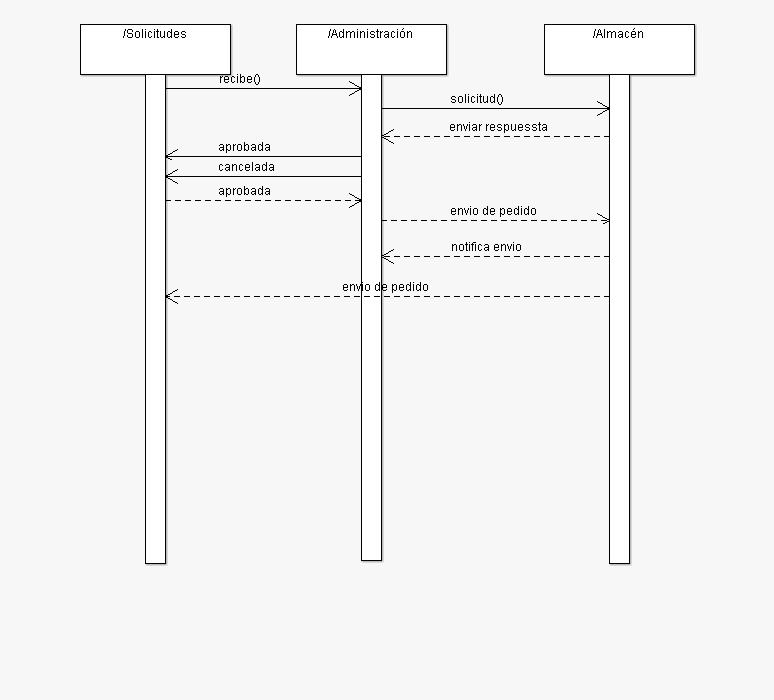 /Solicitudes
/Administración
/Almacén
recibe()
solicitud()
enviar respuessta
aprobada
cancelada
aprobada
envio de pedido
notifica envio
envio de pedido